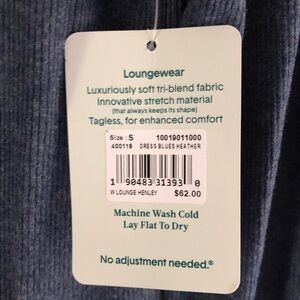 Loungewear
Luxuriously soft tri-blend fabric
Innovative stretch material
(that always keeps its shape)
Tagless, for enhanced comfort
Size: S 10019011000
400118 DRESS BLUES HEATHER
1 90483 31393 0
W LOUNGE HENLEY $62.00
Machine Wash Cold
Lay Flat To Dry
No adjustment needed.®